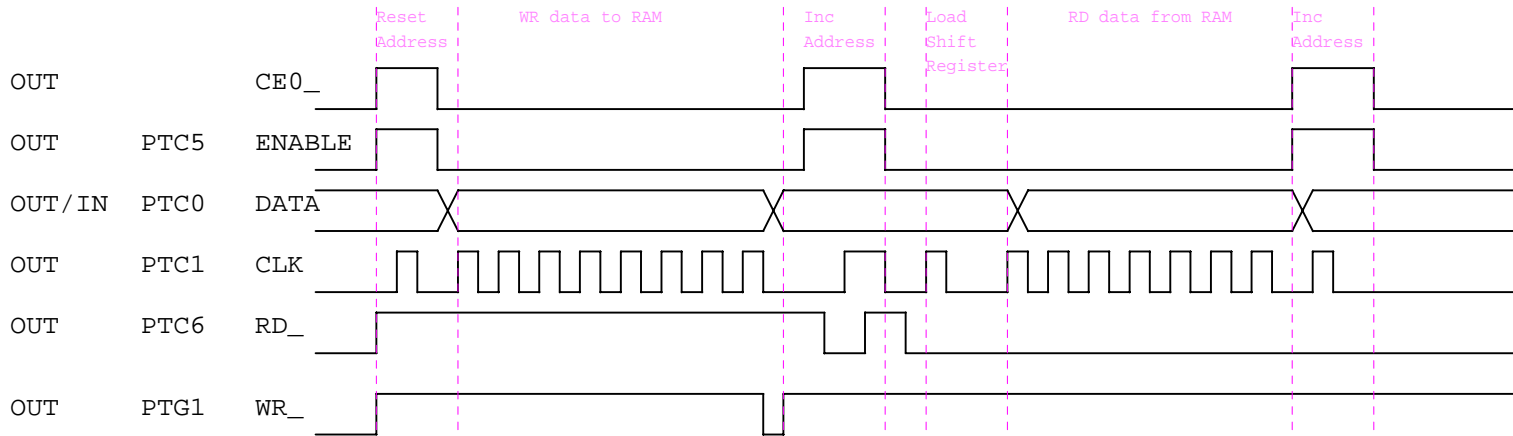 Reset WR data to RAM Inc Load RD data from RAM Inc
Address Address Shift Address
Register
OUT CE0_
OUT PTC5 ENABLE
OUT/IN PTC0 DATA
OUT PTC1 CLK
OUT PTC6 RD_
OUT PTG1 WR_